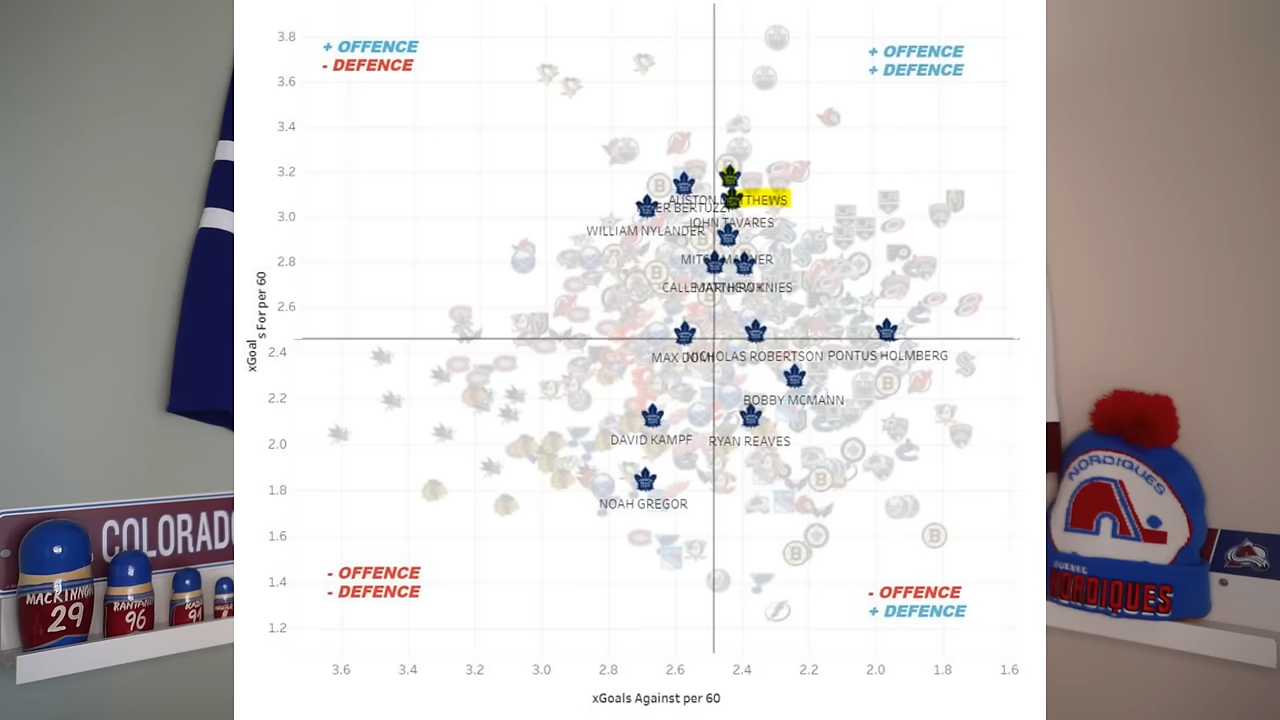 3.8
+ OFFENCE
- DEFENCE
+ OFFENCE
+ DEFENCE
3.6
3.4
3.2
AUSTON MATTHEWS
3.0
JOHN TAVARES
WILLIAM NYLANDER
2.8
2.6
xGoals For per 60
2.4
NICHOLAS ROBERTSON
PONTUS HOLMBERG
2.2
BOBBY MCMANN
2.0
DAVID KAMPF
RYAN REAVES
1.8
NOAH GREGOR
1.6
1.4
- OFFENCE
- DEFENCE
- OFFENCE
+ DEFENCE
1.2
3.6 3.4 3.2 3.0 2.8 2.6 2.4 2.2 2.0 1.8 1.6
xGoals Against per 60
COLORADO
MACKINNON
29
96
NORDIQUES
NORDIQUES